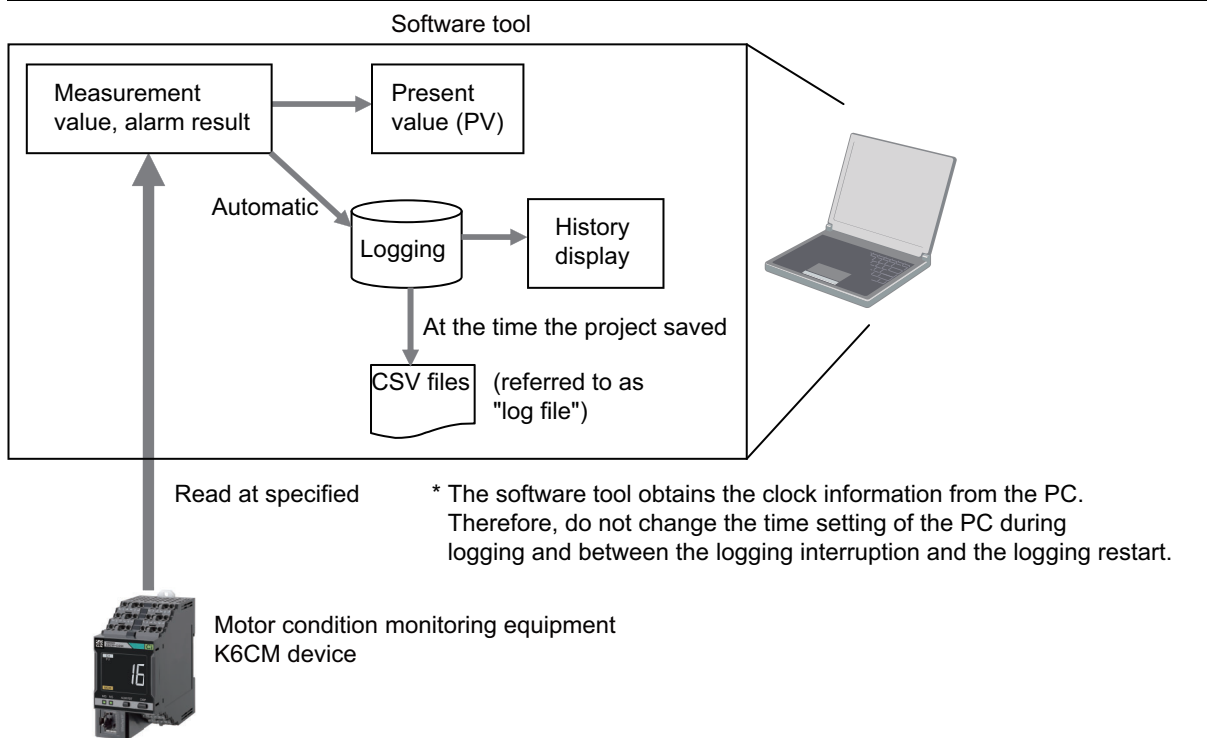 Software tool
Measurement
value, alarm result
Present
value (PV)
Automatic
Logging
History
display
At the time the project saved
CSV files
(referred to as
"log file")
Read at specified
* The software tool obtains the clock information from the PC.
Therefore, do not change the time setting of the PC during
logging and between the logging interruption and the logging restart.
Motor condition monitoring equipment
K6CM device
16